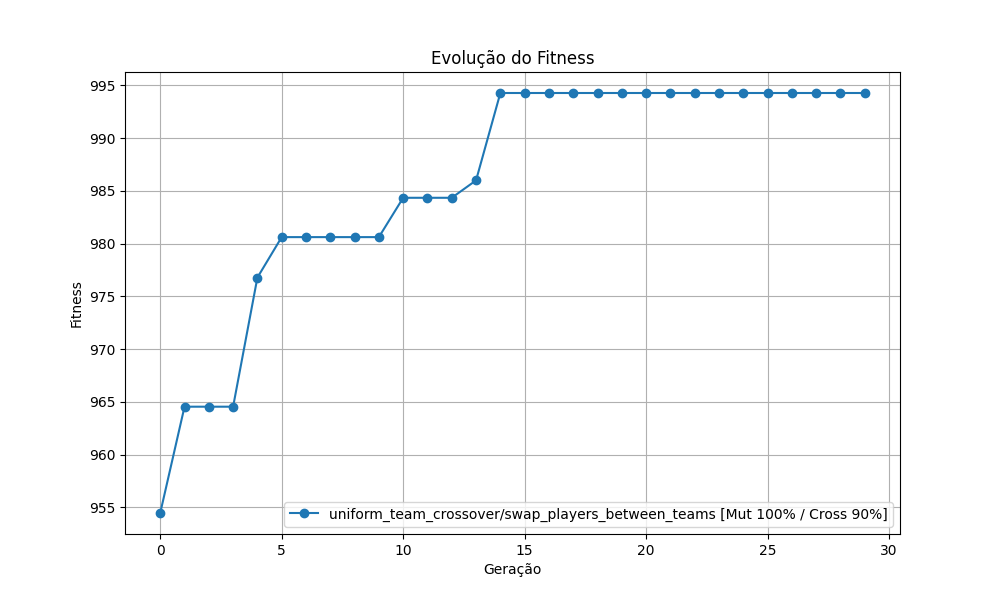 Evolução do Fitness
Fitness
995
990
985
980
975
970
965
960
955
uniform_team_crossover/swap_players_between_teams [Mut 100% / Cross 90%]
0 5 10 15 20 25 30
Geração